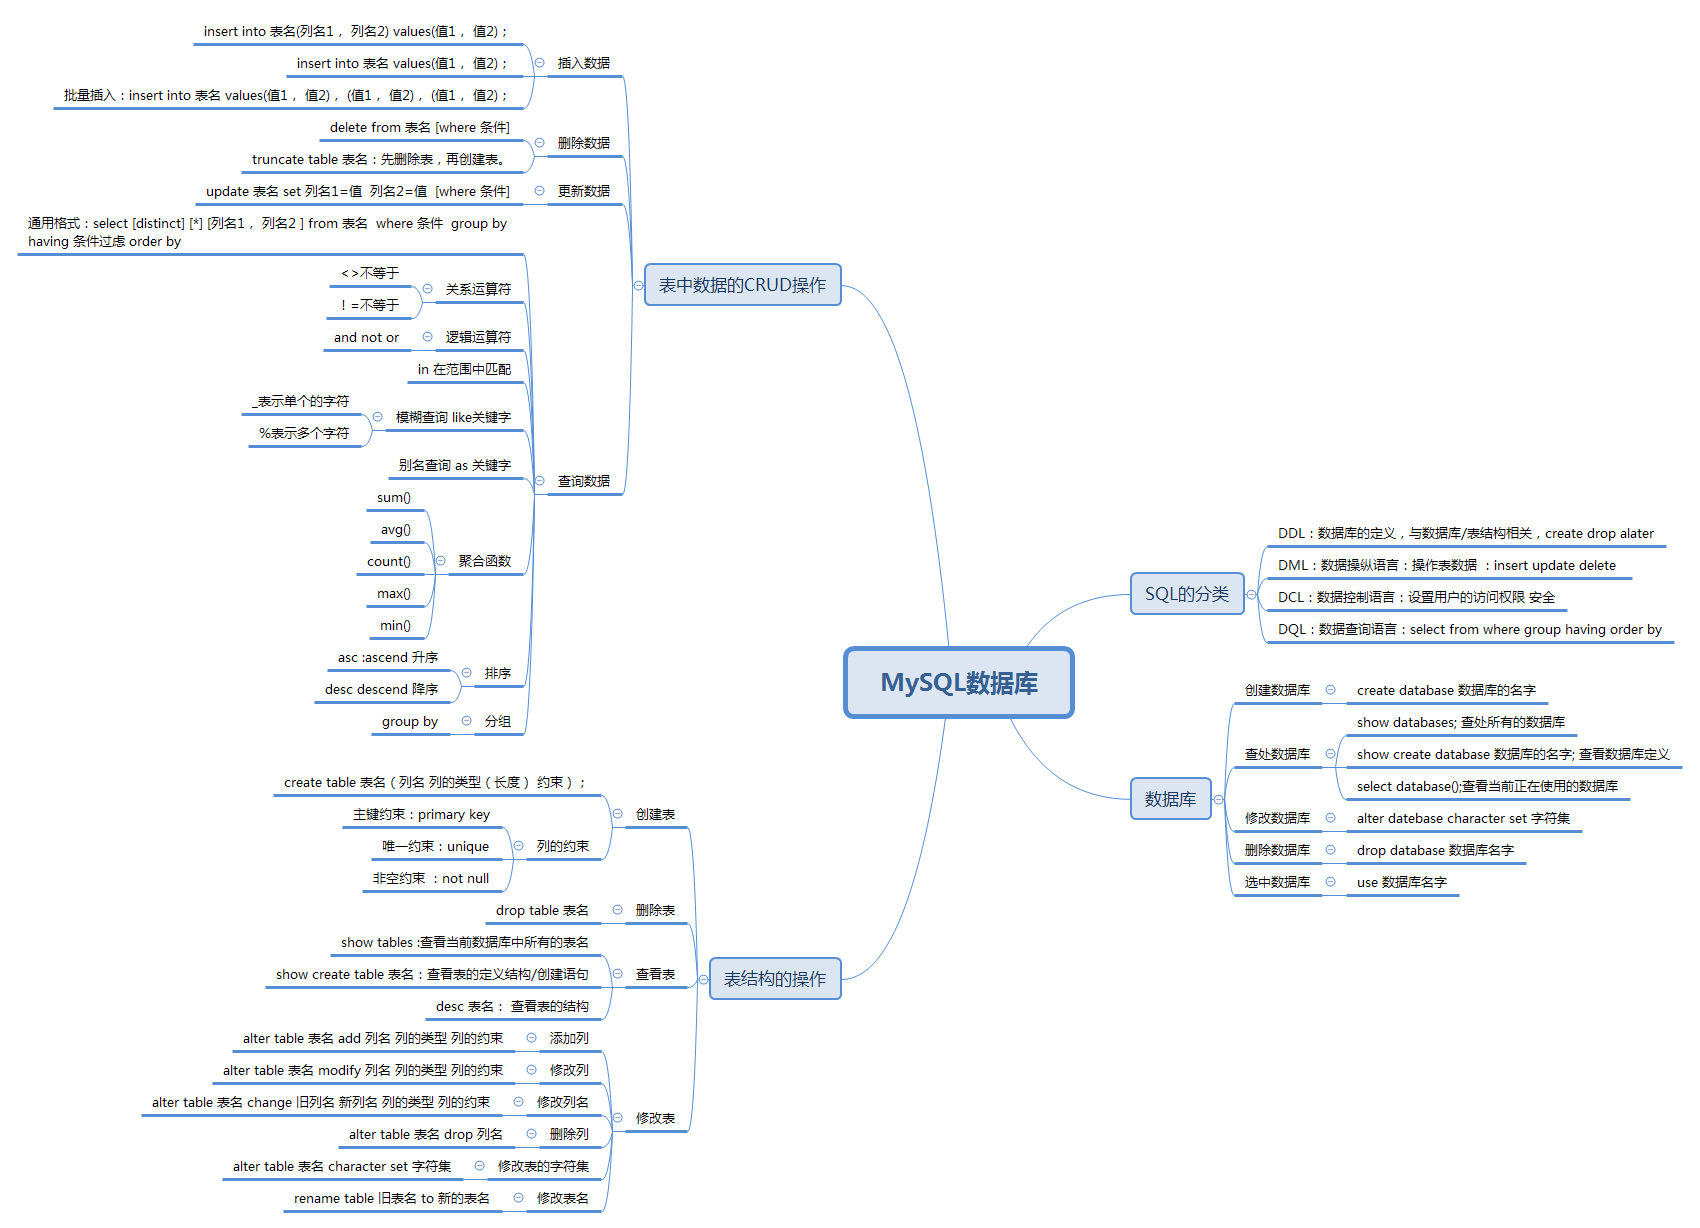 MySQL数据库
SQL的分类
DDL：数据库的定义，与数据库/表结构相关，create drop alater
DML：数据操纵语言：操作表数据 ：insert update delete
DCL：数据控制语言：设置用户的访问权限 安全
DQL：数据查询语言：select from where group having order by
数据库
创建数据库
create database 数据库的名字
查处数据库
show databases; 查处所有的数据库
show create database 数据库的名字; 查看数据库定义
select database();查看当前正在使用的数据库
修改数据库
alter datebase character set 字符集
删除数据库
drop database 数据库名字
选中数据库
use 数据库名字
表中数据的CRUD操作
插入数据
insert into 表名(列名1， 列名2) values(值1， 值2)；
insert into 表名 values(值1， 值2)；
批量插入：insert into 表名 values(值1， 值2)，(值1， 值2)，(值1， 值2)；
删除数据
delete from 表名 [where 条件]
truncate table 表名：先删除表，再创建表。
更新数据
update 表名 set 列名1=值  列名2=值  [where 条件]
查询数据
通用格式：select [distinct] [*] [列名1， 列名2 ] from 表名  where 条件  group by
having 条件过虑 order by
关系运算符
<>不等于
！=不等于
逻辑运算符
and not or
in 在范围中匹配
模糊查询 like关键字
_表示单个的字符
%表示多个字符
别名查询 as 关键字
聚合函数
sum()
avg()
count()
max()
min()
排序
asc :ascend 升序
desc descend 降序
分组
group by
表结构的操作
创建表
create table 表名（列名 列的类型（长度） 约束）；
列的约束
主键约束：primary key
唯一约束：unique
非空约束 ：not null
删除表
drop table 表名
查看表
show tables :查看当前数据库中所有的表名
show create table 表名：查看表的定义结构/创建语句
desc 表名： 查看表的结构
修改表
添加列
alter table 表名 add 列名 列的类型 列的约束
修改列
alter table 表名 modify 列名 列的类型 列的约束
修改列名
alter table 表名 change 旧列名 新列名 列的类型 列的约束
删除列
alter table 表名 drop 列名
修改表的字符集
alter table 表名 character set 字符集
修改表名
rename table 旧表名 to 新的表名